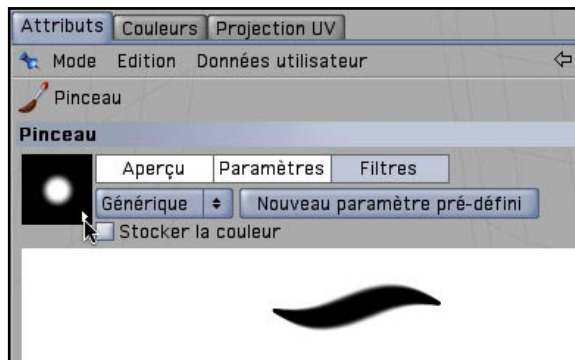 Attributs Couleurs Projection UV
Mode Edition Données utilisateur
Pinceau
Pinceau
Aperçu Paramètres Filtres
Générique Nouveau paramètre pré-défini
Stocker la couleur